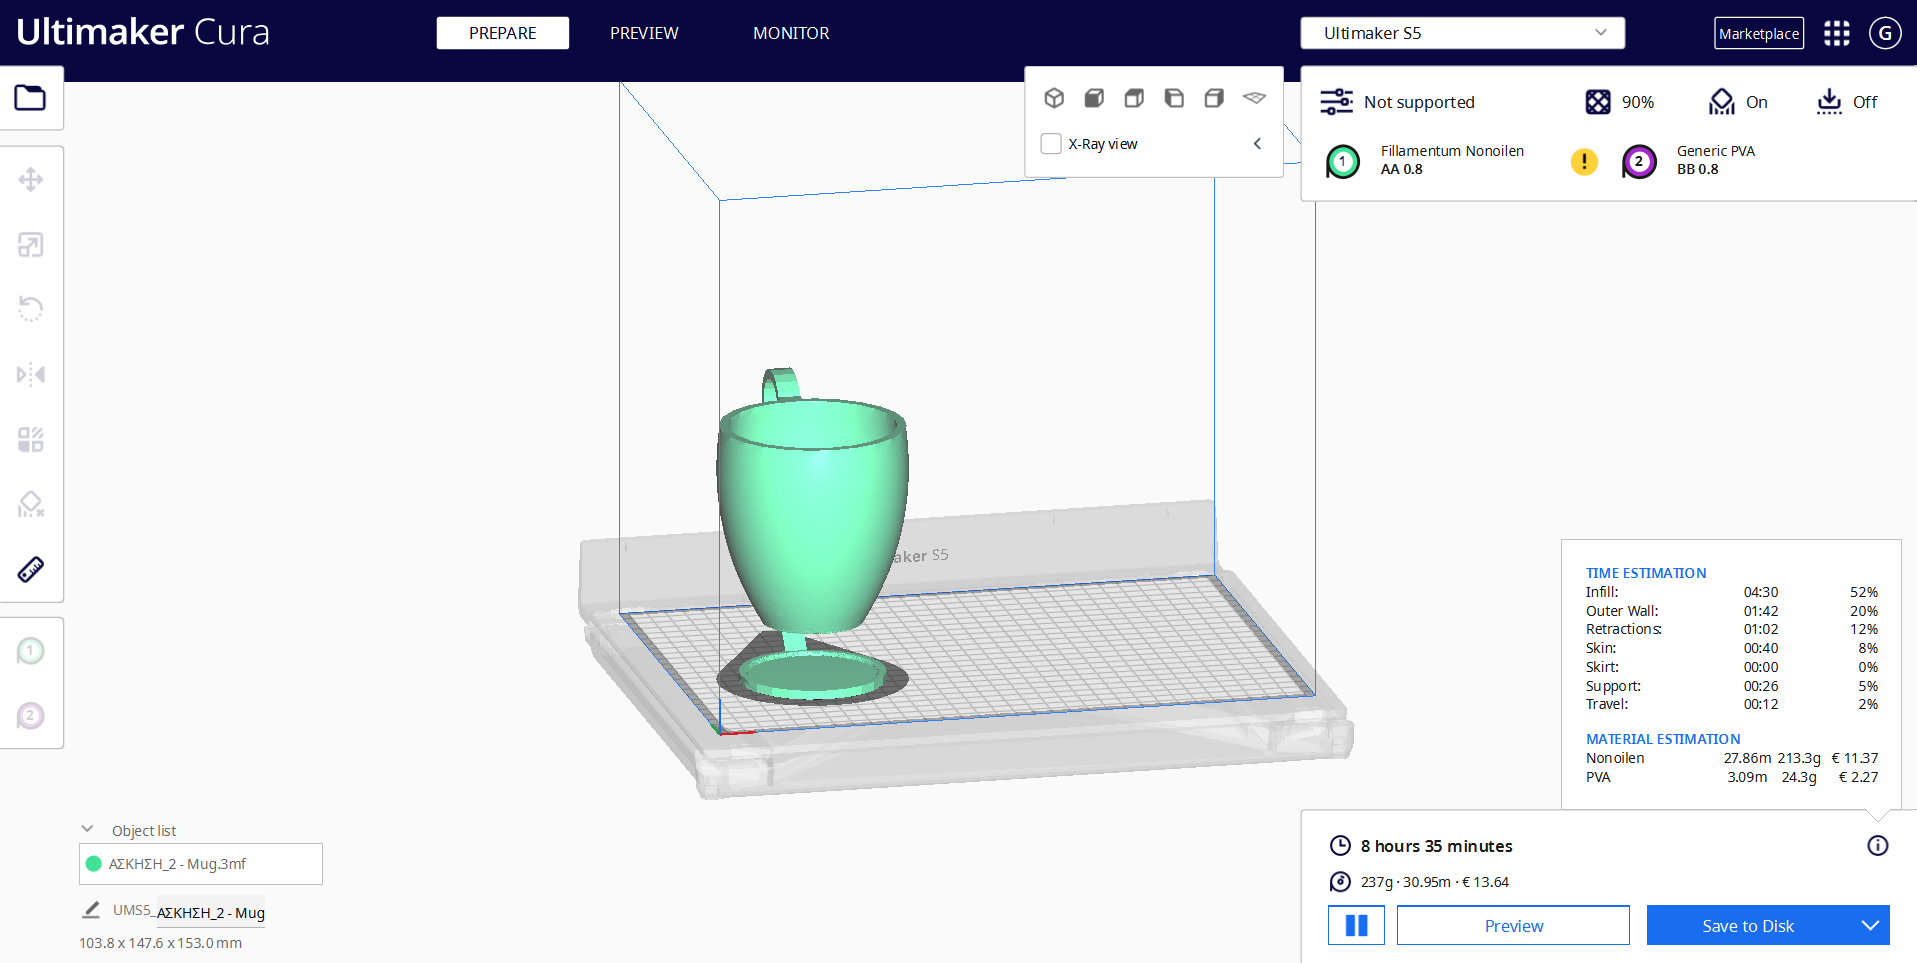 Ultimaker Cura
PREPARE
PREVIEW
MONITOR
Ultimaker S5
Marketplace
G
X-Ray view
Not supported
90%
On
Off
1
Fillamentum Nonoilen
AA 0.8
!
2
Generic PVA
BB 0.8
aker S5
1
2
TIME ESTIMATION
Infill: 04:30 52%
Outer Wall: 01:42 20%
Retractions: 01:02 12%
Skin: 00:40 8%
Skirt: 00:00 0%
Support: 00:26 5%
Travel: 00:12 2%
MATERIAL ESTIMATION
Nonoilen 27.86m 213.3g € 11.37
PVA 3.09m 24.3g € 2.27
Object list
ΑΣΚΗΣΗ_2 - Mug.3mf
UMS5_ΑΣΚΗΣΗ_2 - Mug
103.8 x 147.6 x 153.0 mm
8 hours 35 minutes
237g · 30.95m · € 13.64
Preview
Save to Disk